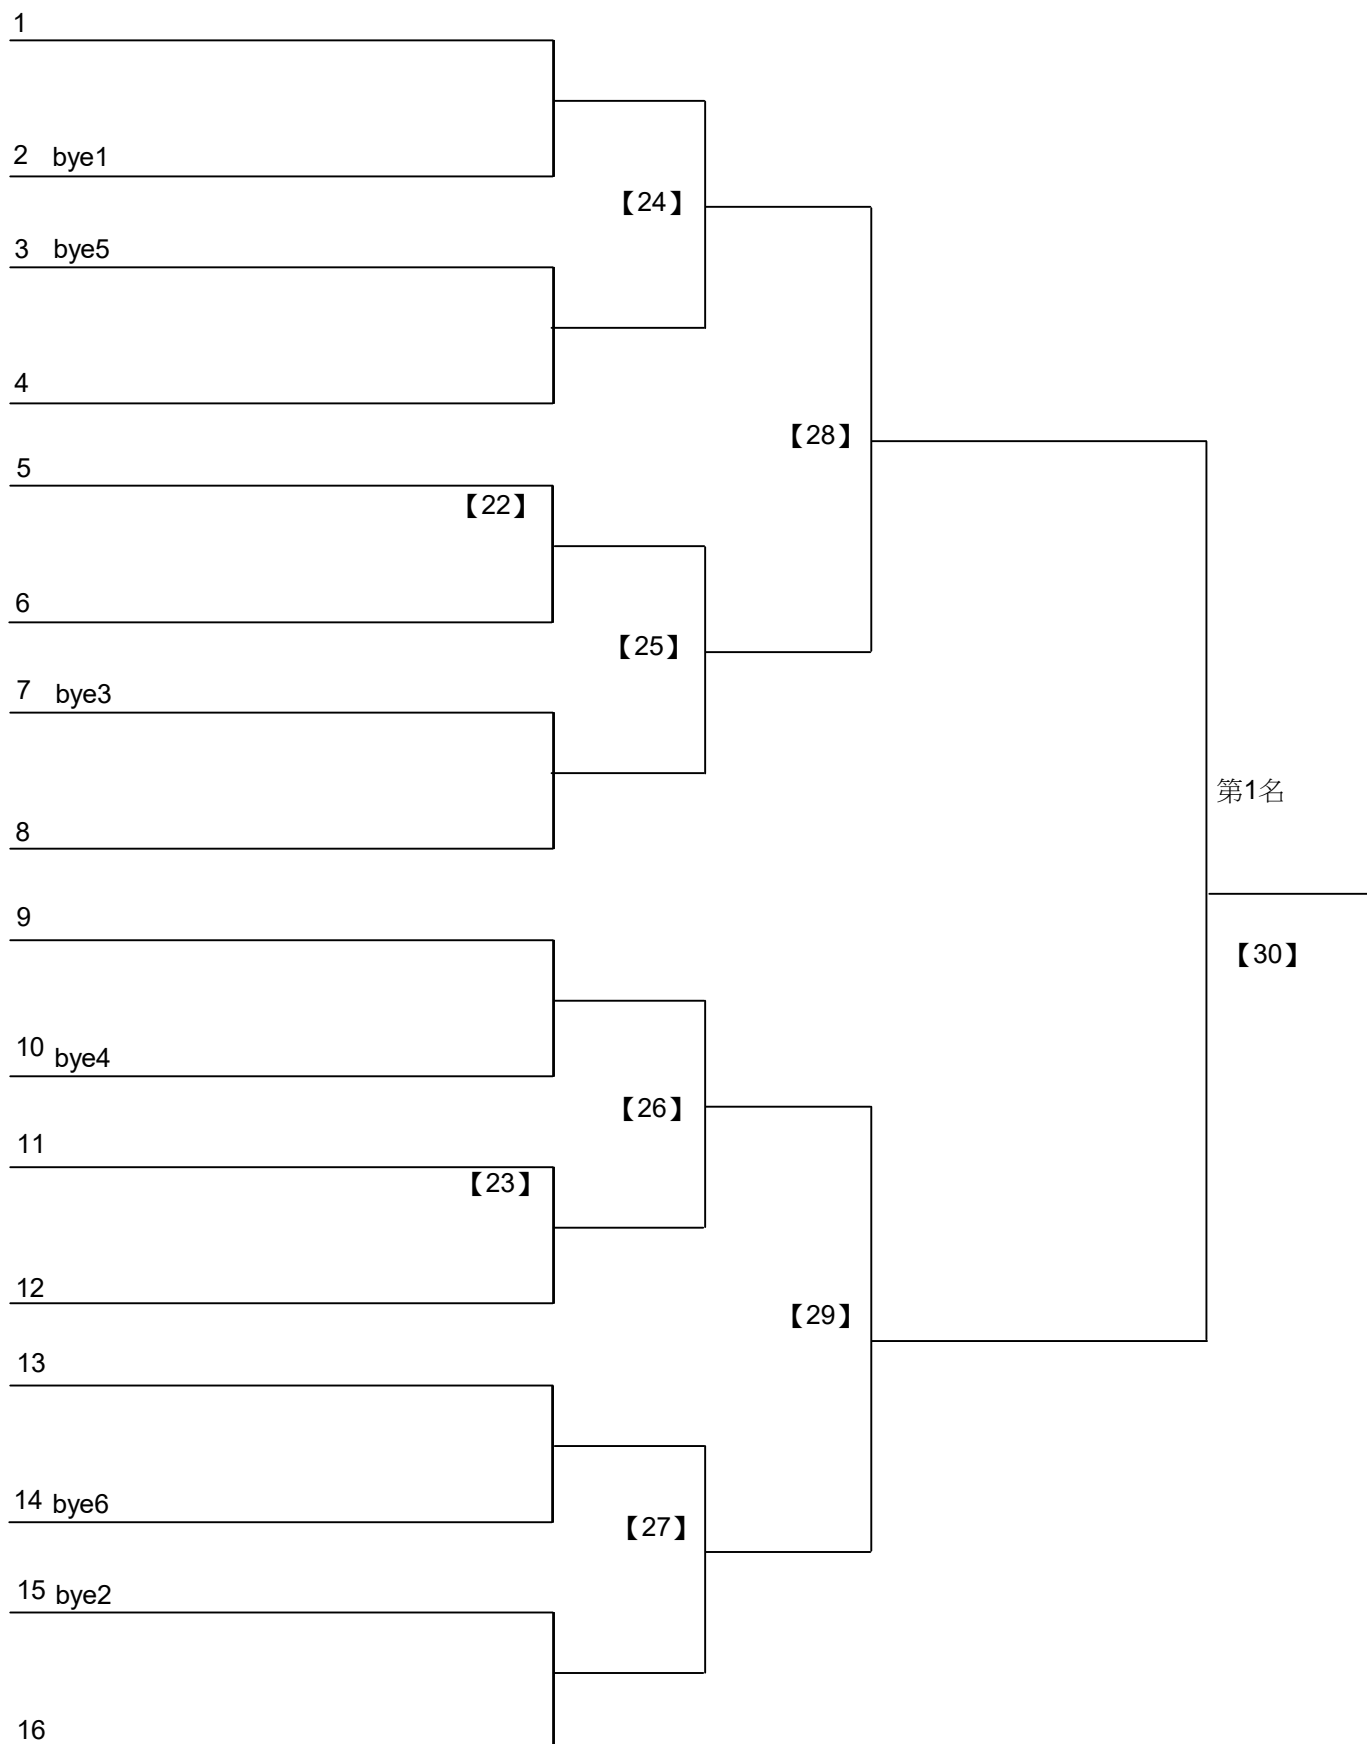 1
2 bye1
【24】
3 bye5
4
【28】
5
【22】
6
【25】
7 bye3
第1名
8
9
【30】
10 bye4
【26】
11
【23】
12
【29】
13
14 bye6
【27】
15 bye2
16